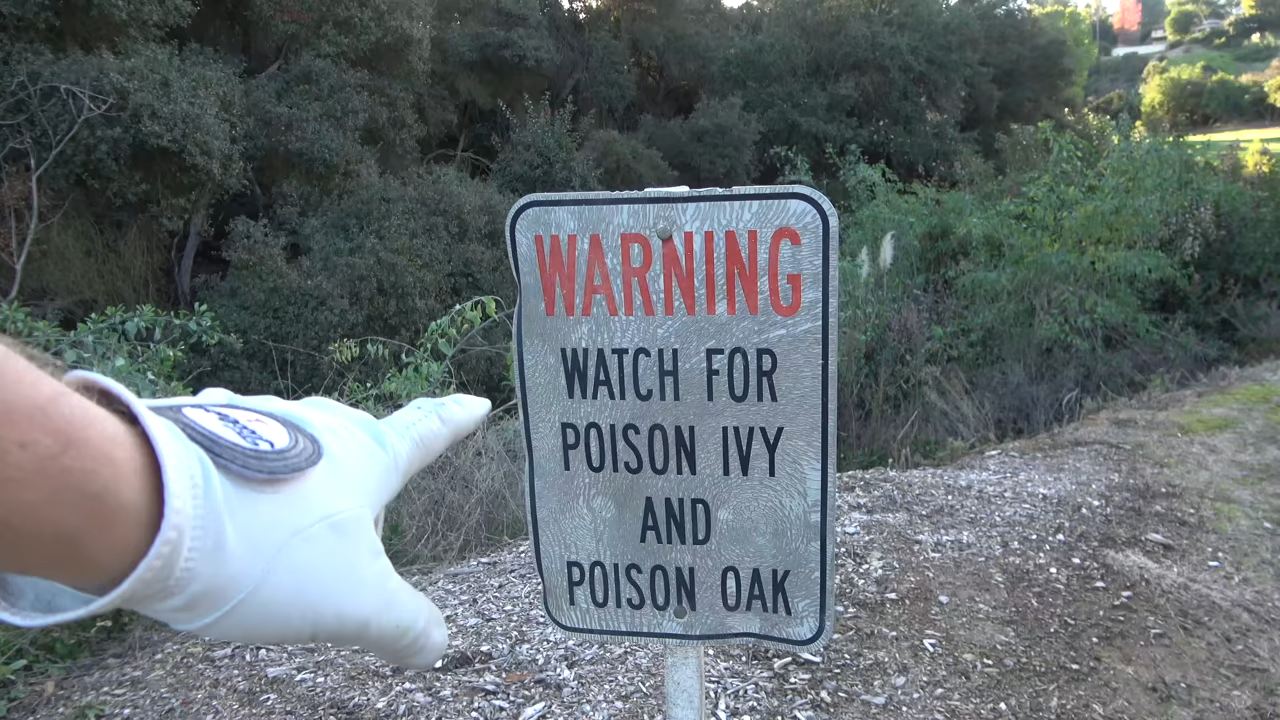 WARNING
WATCH FOR
POISON IVY
AND
POISON OAK